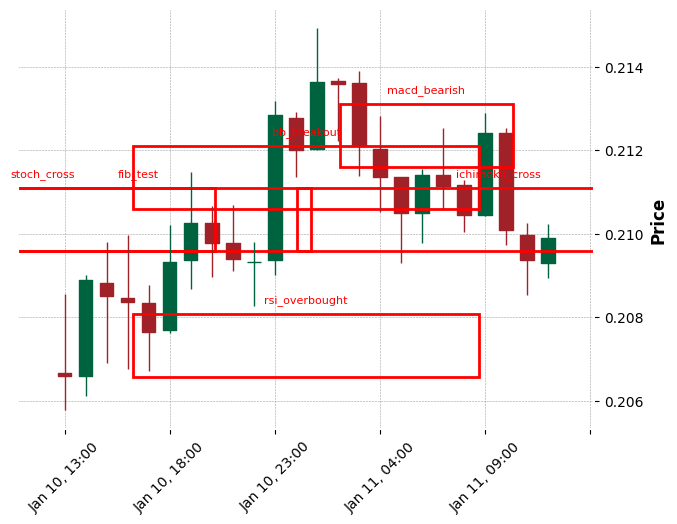 0.214
macd_bearish
bb_breakout
0.212
stoch_cross
fib_test
ichimoku_cross
0.210
Price
0.208
rsi_overbought
0.206
Jan 10, 13:00
Jan 10, 18:00
Jan 10, 23:00
Jan 11, 04:00
Jan 11, 09:00